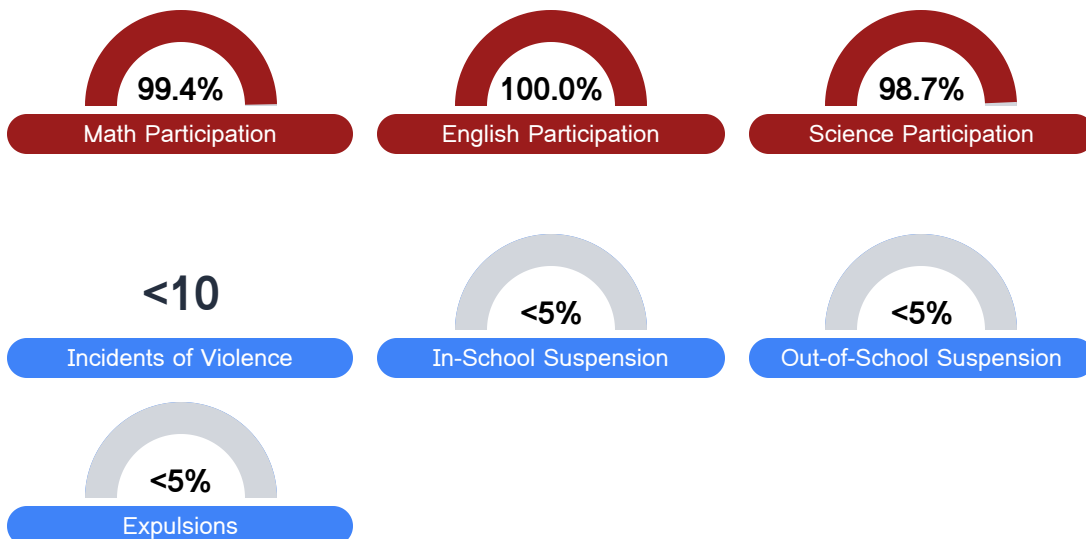 99.4%
Math Participation
100.0%
English Participation
98.7%
Science Participation
<10
Incidents of Violence
<5%
In-School Suspension
<5%
Out-of-School Suspension
<5%
Expulsions